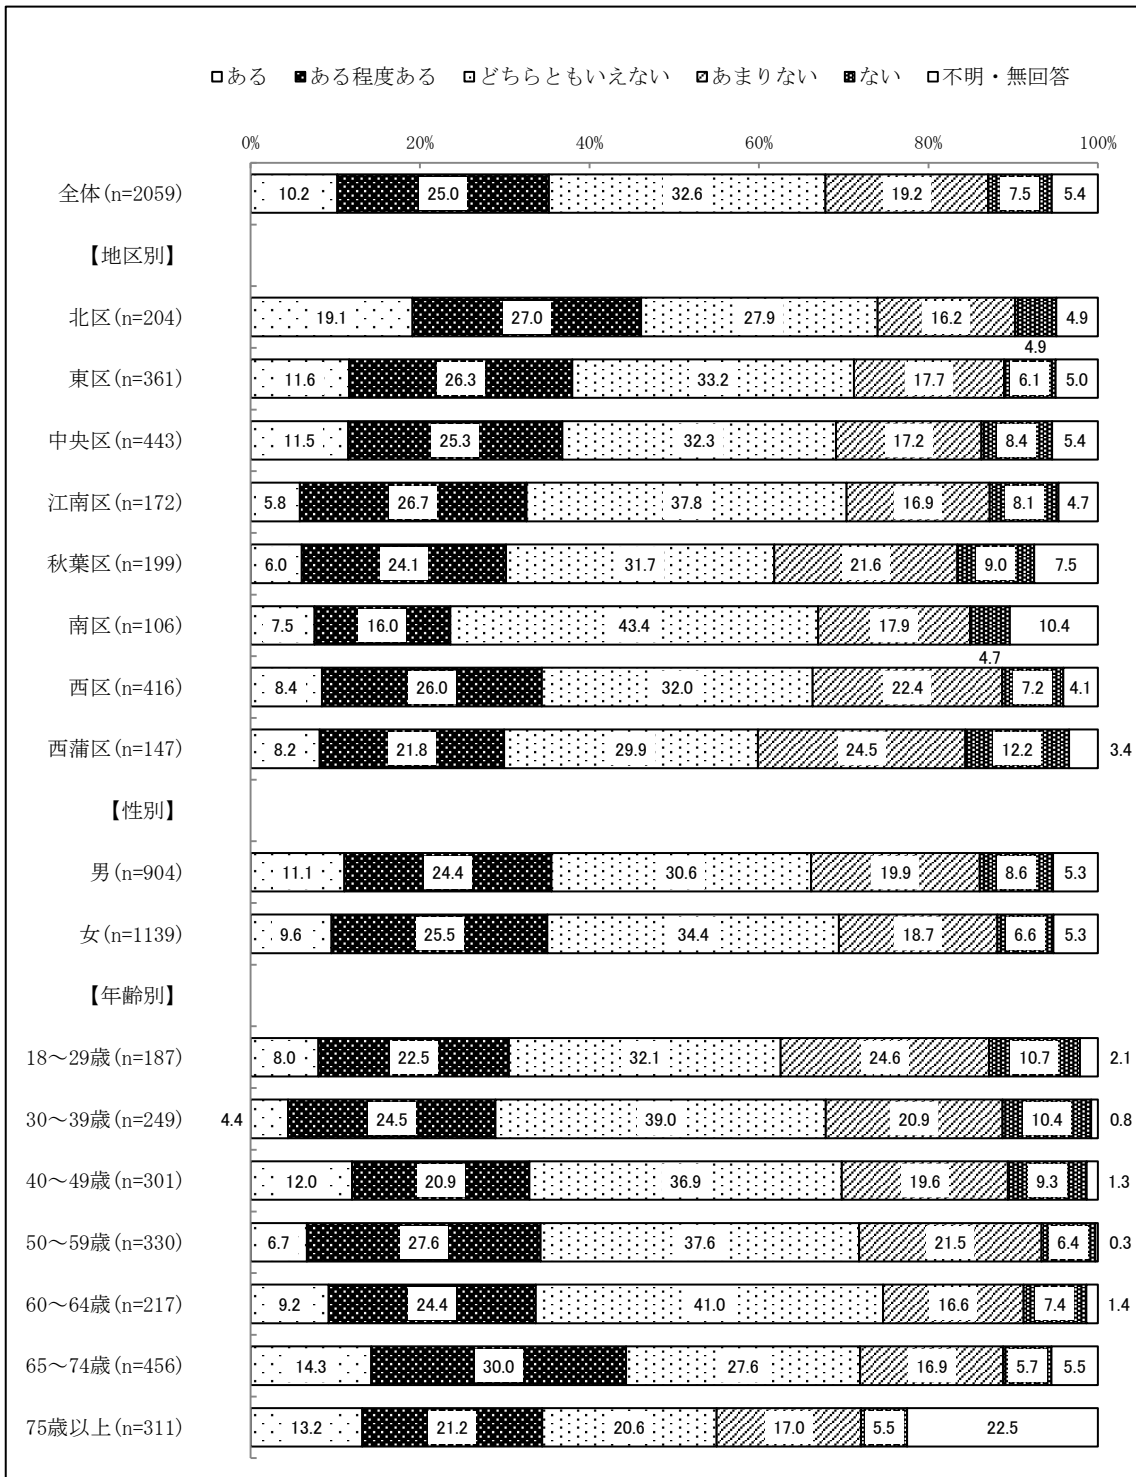 ある ある程度ある どちらともいえない あまりない ない 不明・無回答
0% 20% 40% 60% 80% 100%
全体(n=2059) 10.2 25.0 32.6 19.2 7.5 5.4
【地区別】
北区(n=204) 19.1 27.0 27.9 16.2 4.9
4.9
東区(n=361) 11.6 26.3 33.2 17.7 6.1 5.0
中央区(n=443) 11.5 25.3 32.3 17.2 8.4 5.4
江南区(n=172) 5.8 26.7 37.8 16.9 8.1 4.7
秋葉区(n=199) 6.0 24.1 31.7 21.6 9.0 7.5
南区(n=106) 7.5 16.0 43.4 17.9 10.4
4.7
西区(n=416) 8.4 26.0 32.0 22.4 7.2 4.1
西蒲区(n=147) 8.2 21.8 29.9 24.5 12.2 3.4
【性別】
男(n=904) 11.1 24.4 30.6 19.9 8.6 5.3
女(n=1139) 9.6 25.5 34.4 18.7 6.6 5.3
【年齢別】
18～29歳(n=187) 8.0 22.5 32.1 24.6 10.7 2.1
30～39歳(n=249) 4.4 24.5 39.0 20.9 10.4 0.8
40～49歳(n=301) 12.0 20.9 36.9 19.6 9.3 1.3
50～59歳(n=330) 6.7 27.6 37.6 21.5 6.4 0.3
60～64歳(n=217) 9.2 24.4 41.0 16.6 7.4 1.4
65～74歳(n=456) 14.3 30.0 27.6 16.9 5.7 5.5
75歳以上(n=311) 13.2 21.2 20.6 17.0 5.5 22.5